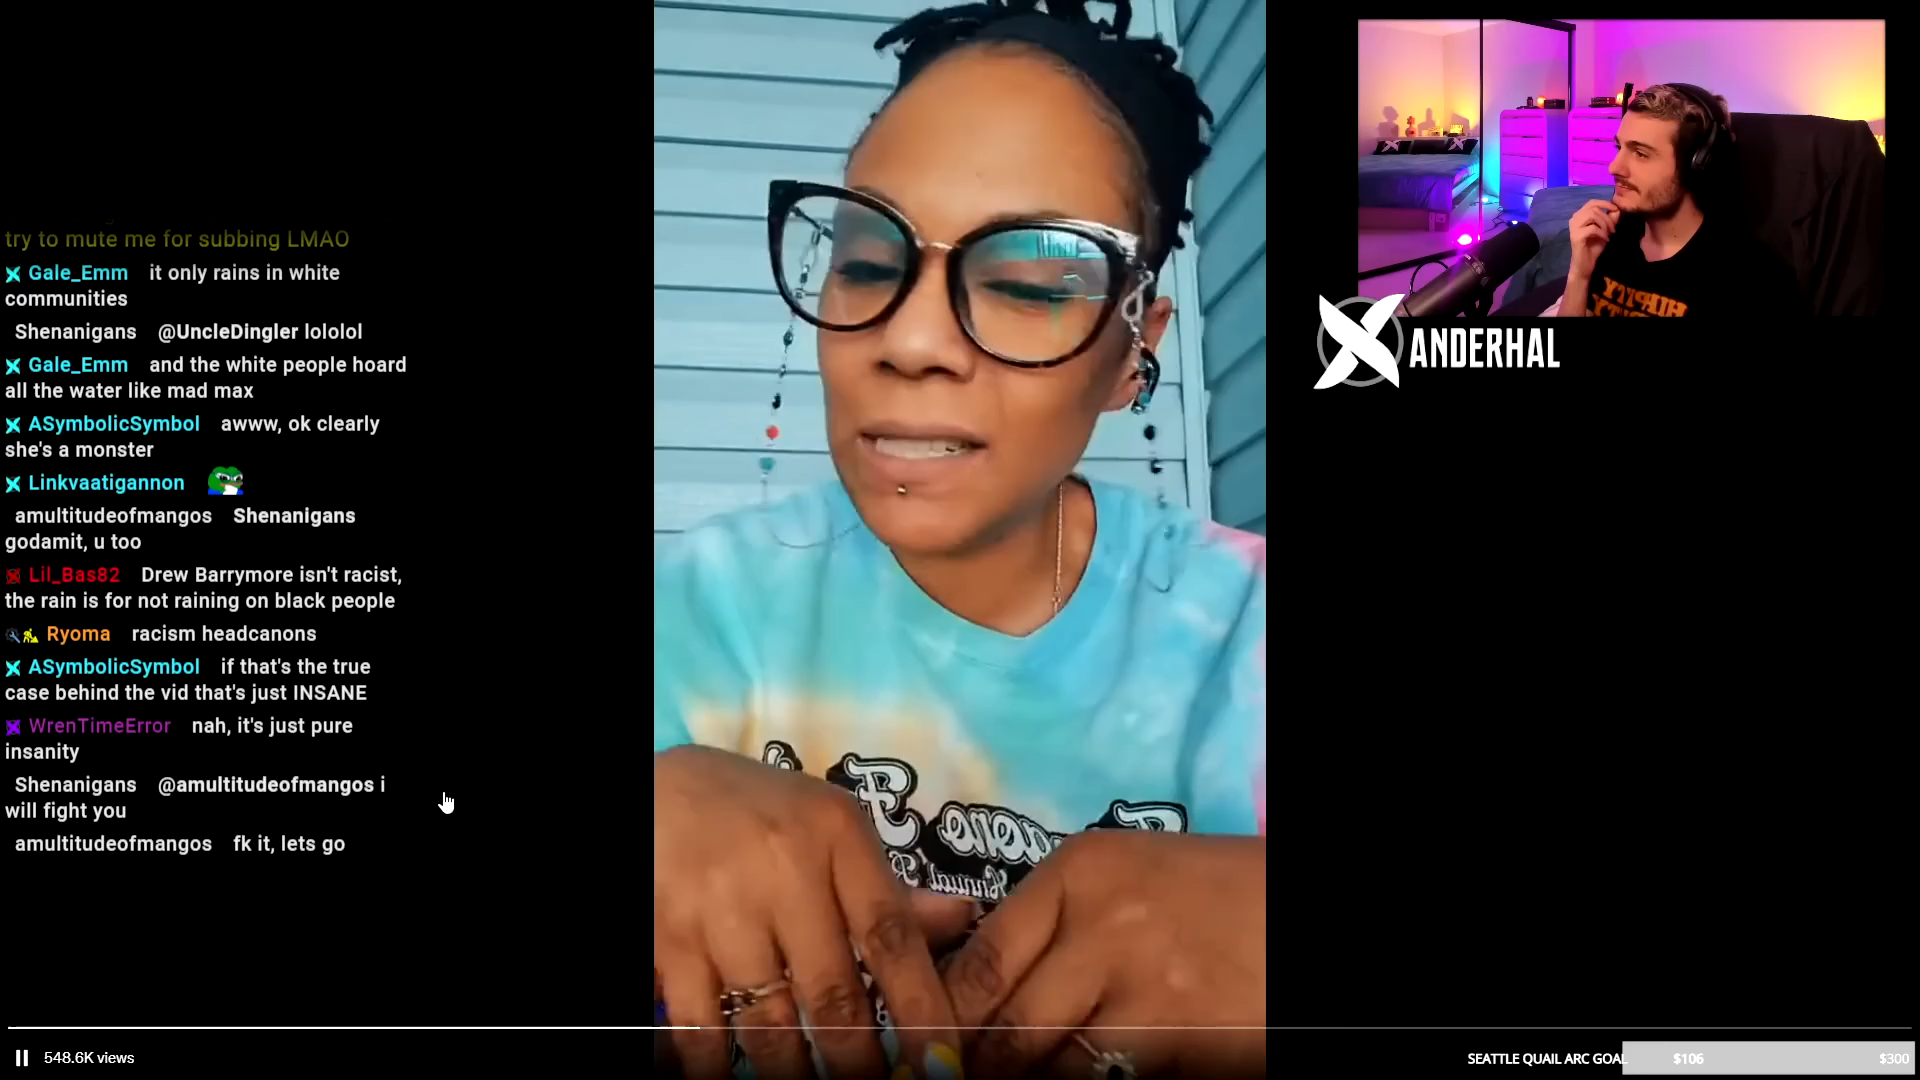 try to mute me for subbing LMAO
Gale_Emm it only rains in white
communities
Shenanigans @UncleDingler lololol
Gale_Emm and the white people hoard
all the water like mad max
ASymbolicSymbol awww, ok clearly
she's a monster
Linkvaatigannon
amultitudeofmangos Shenanigans
godamit, u too
Lil_Bas82 Drew Barrymore isn't racist,
the rain is for not raining on black people
Ryoma racism headcanons
ASymbolicSymbol if that's the true
case behind the vid that's just INSANE
WrenTimeError nah, it's just pure
insanity
Shenanigans @amultitudeofmangos i
will fight you
amultitudeofmangos fk it, lets go
548.6K views
Annual
XANDERHAL
SEATTLE QUAIL ARC GOAL $106 $300